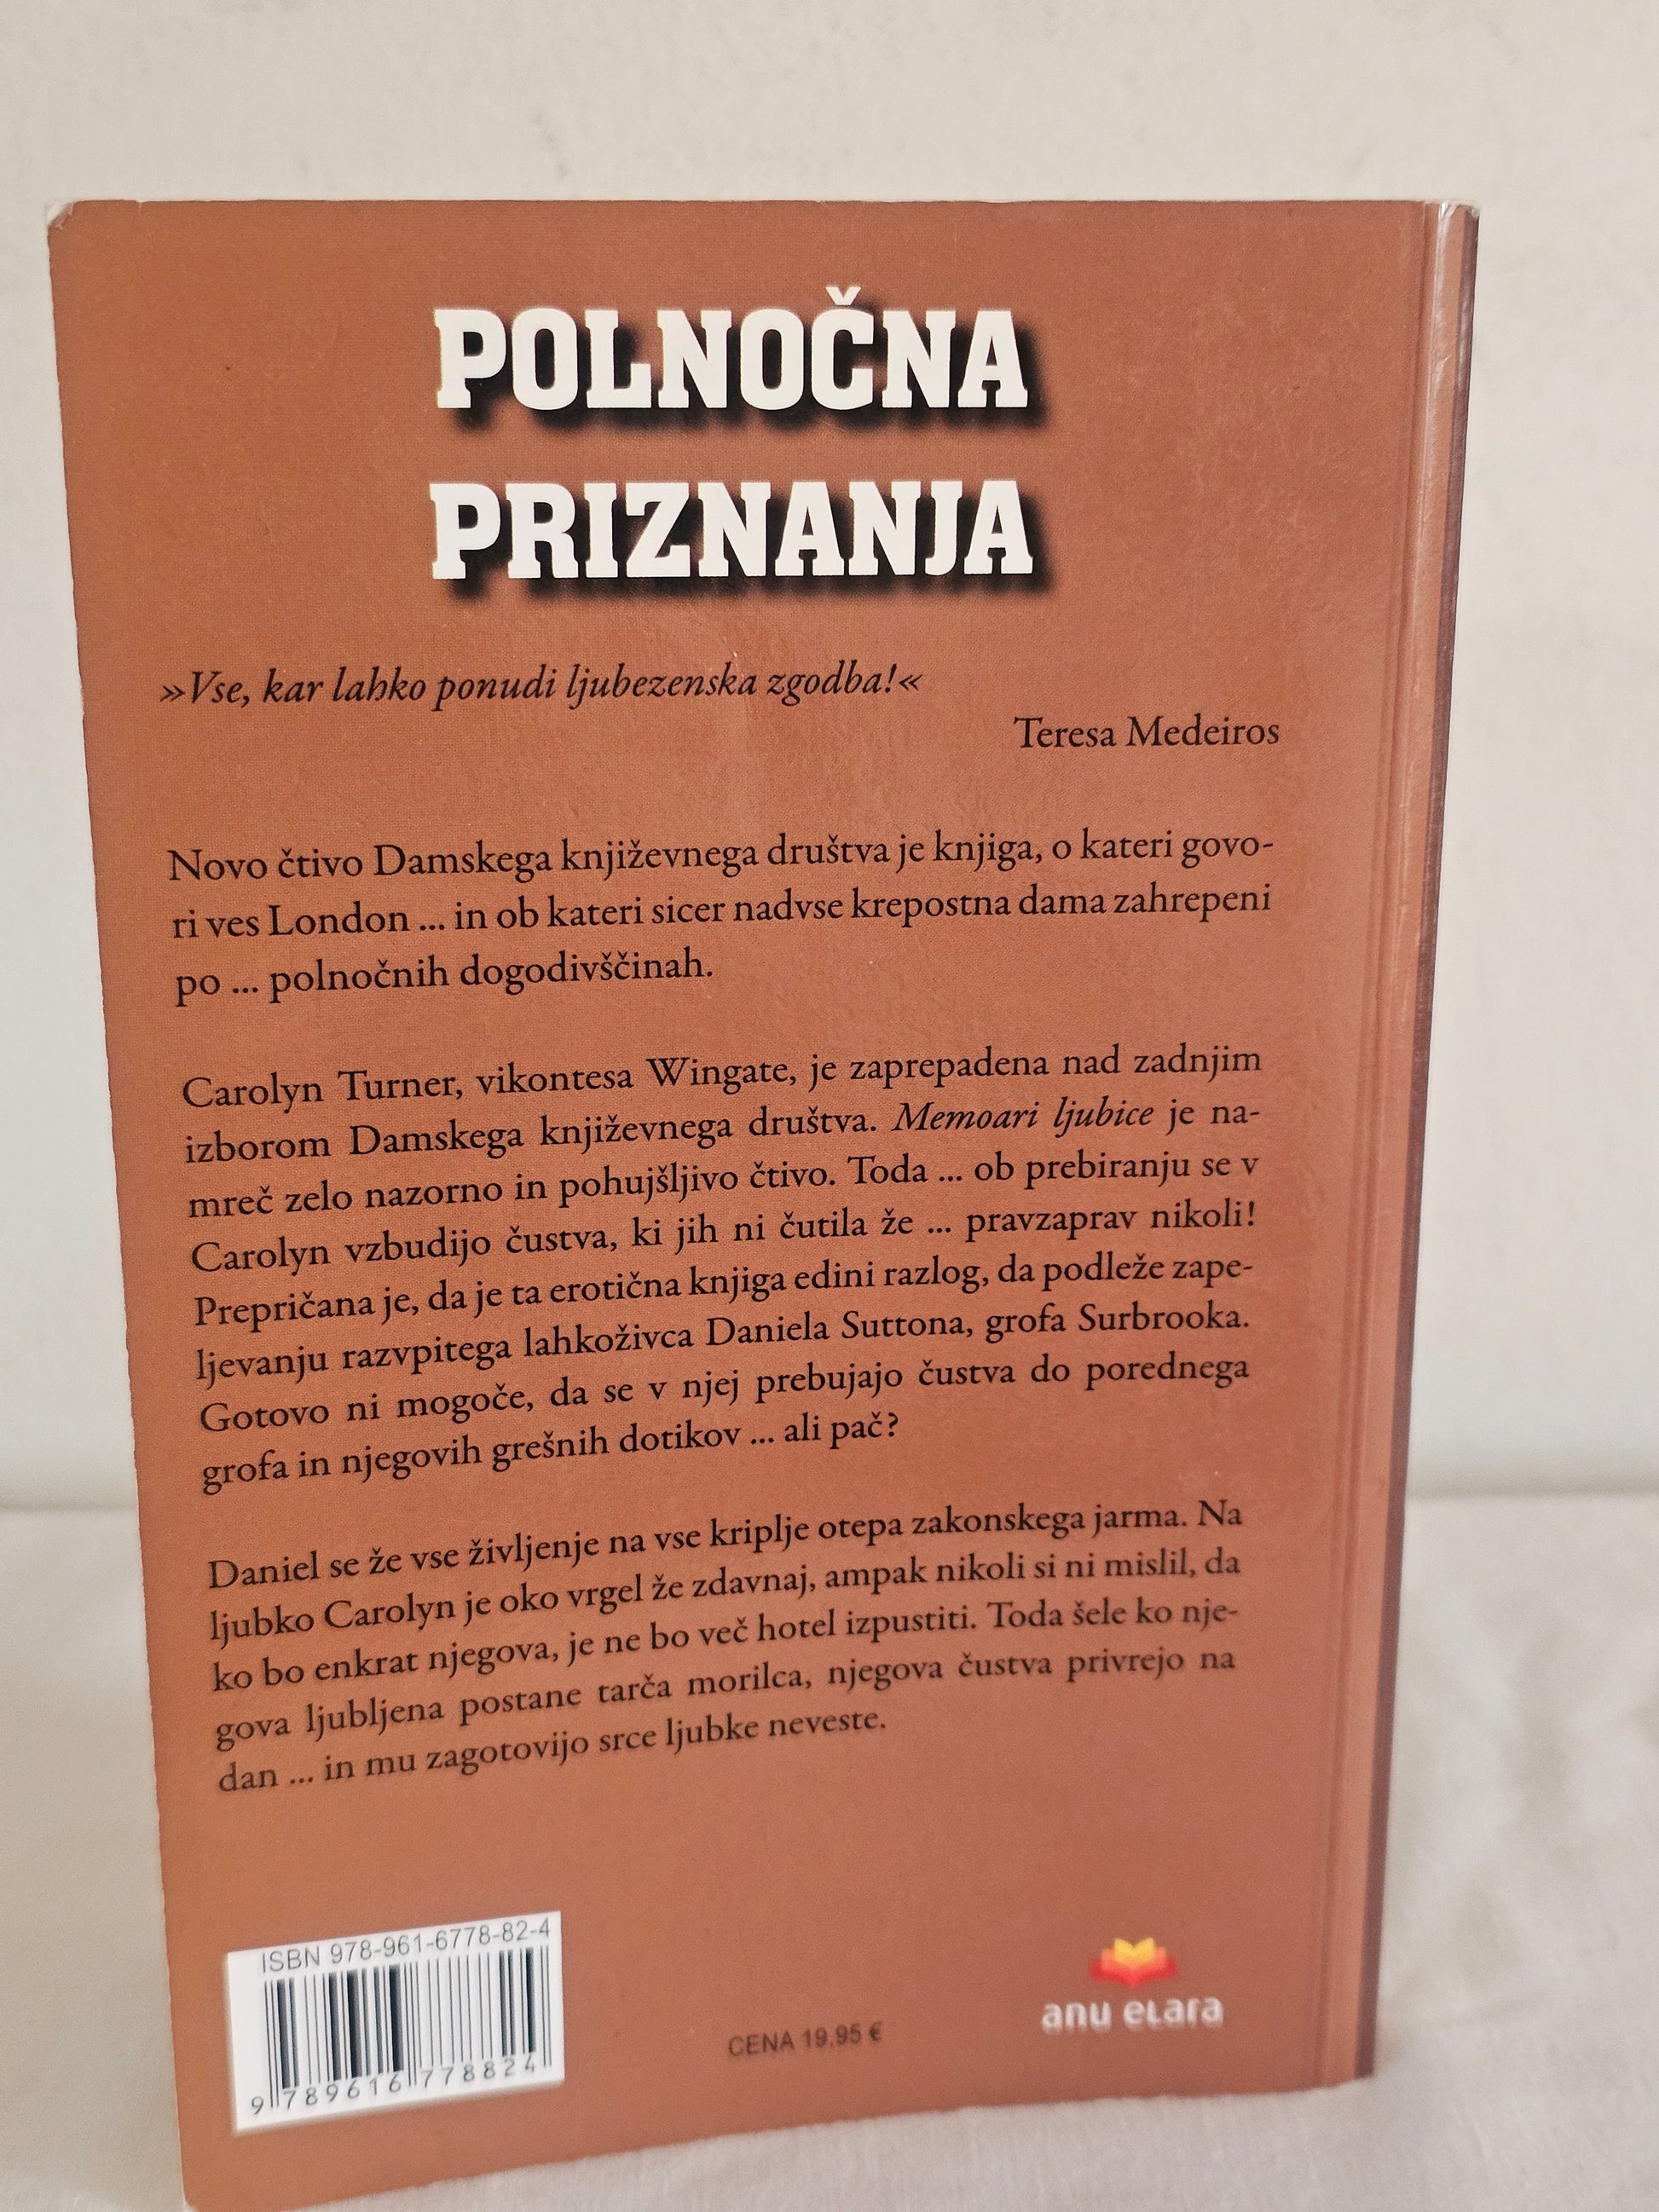 POLNOČNA
PRIZNANJA
»Vse, kar lahko ponudi ljubezenska zgodba!«
Teresa Medeiros
Novo čtivo Damskega književnega društva je knjiga, o kateri govo-
ri ves London ... in ob kateri sicer nadvse krepostna dama zahrepeni
po ... polnočnih dogodivščinah.
Carolyn Turner, vikontesa Wingate, je zaprepadena nad zadnjim
izborom Damskega književnega društva. Memoari ljubice je na-
mreč zelo nazorno in pohujšljivo čtivo. Toda ... ob prebiranju se v
Carolyn vzbudijo čustva, ki jih ni čutila že ... pravzaprav nikoli!
Prepričana je, da je ta erotična knjiga edini razlog, da podleže zape-
ljevanju razvpitega lahkoživca Daniela Suttona, grofa Surbrooka.
Gotovo ni mogoče, da se v njej prebujajo čustva do porednega
grofa in njegovih grešnih dotikov ... ali pač?
Daniel se že vse življenje na vse kriplje otepa zakonskega jarma. Na
ljubko Carolyn je oko vrgel že zdavnaj, ampak nikoli si ni mislil, da
ko bo enkrat njegova, je ne bo več hotel izpustiti. Toda šele ko nje-
gova ljubljena postane tarča morilca, njegova čustva privrejo na
dan ... in mu zagotovijo srce ljubke neveste.
ISBN 978-961-6778-82-4
9 789616 778824
CENA 19,95 €
anu elara